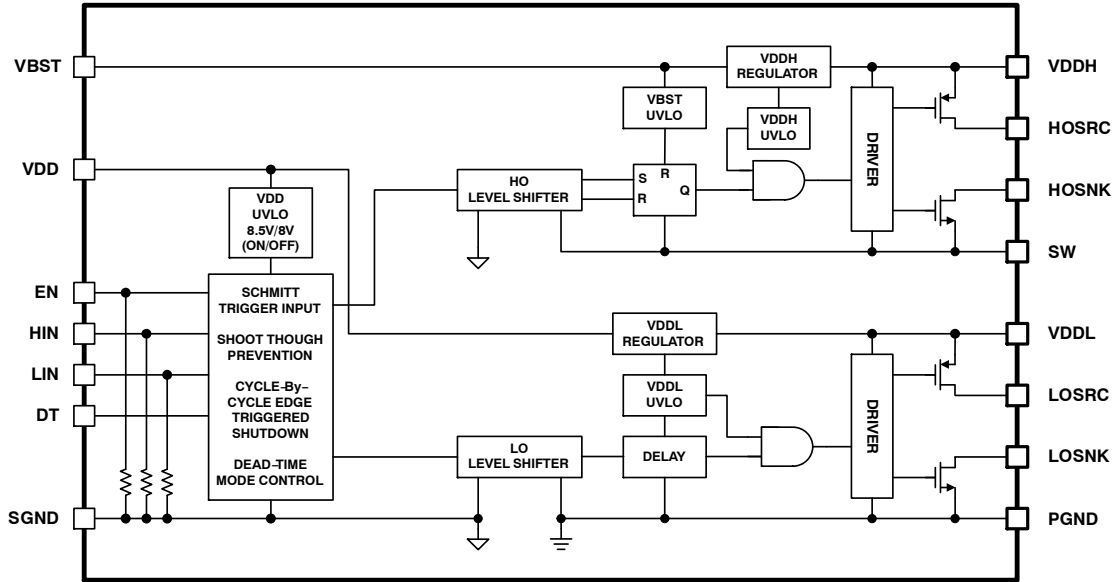 VBST
VDD
EN
HIN
LIN
DT
SGND
VDD
UVLO
8.5V/8V
(ON/OFF)
SCHMITT
TRIGGER INPUT
SHOOT THOUGH
PREVENTION
CYCLE-By-
CYCLE EDGE
TRIGGERED
SHUTDOWN
DEAD-TIME
MODE CONTROL
HO
LEVEL SHIFTER
VBST
UVLO
S
R
R
Q
VDDH
REGULATOR
VDDH
UVLO
DRIVER
VDDL
REGULATOR
VDDL
UVLO
LO
LEVEL SHIFTER
DELAY
DRIVER
VDDH
HOSRC
HOSNK
SW
VDDL
LOSRC
LOSNK
PGND